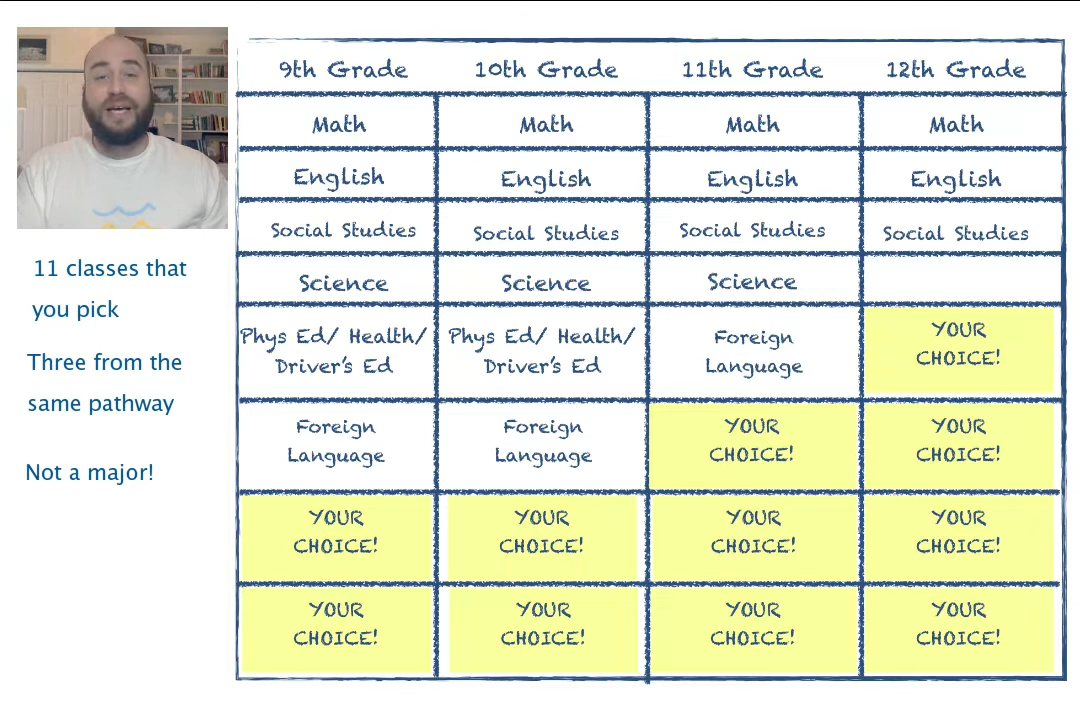 11 classes that
you pick
Three from the
same pathway
Not a major!
9th Grade 10th Grade 11th Grade 12th Grade
Math Math Math Math
English English English English
Social Studies Social Studies Social Studies Social Studies
Science Science Science
Phys Ed/ Health/ Phys Ed/ Health/ Foreign YOUR
Driver's Ed Driver's Ed Language CHOICE!
Foreign Foreign YOUR YOUR
Language Language CHOICE! CHOICE!
YOUR YOUR YOUR YOUR
CHOICE! CHOICE! CHOICE! CHOICE!
YOUR YOUR YOUR YOUR
CHOICE! CHOICE! CHOICE! CHOICE!